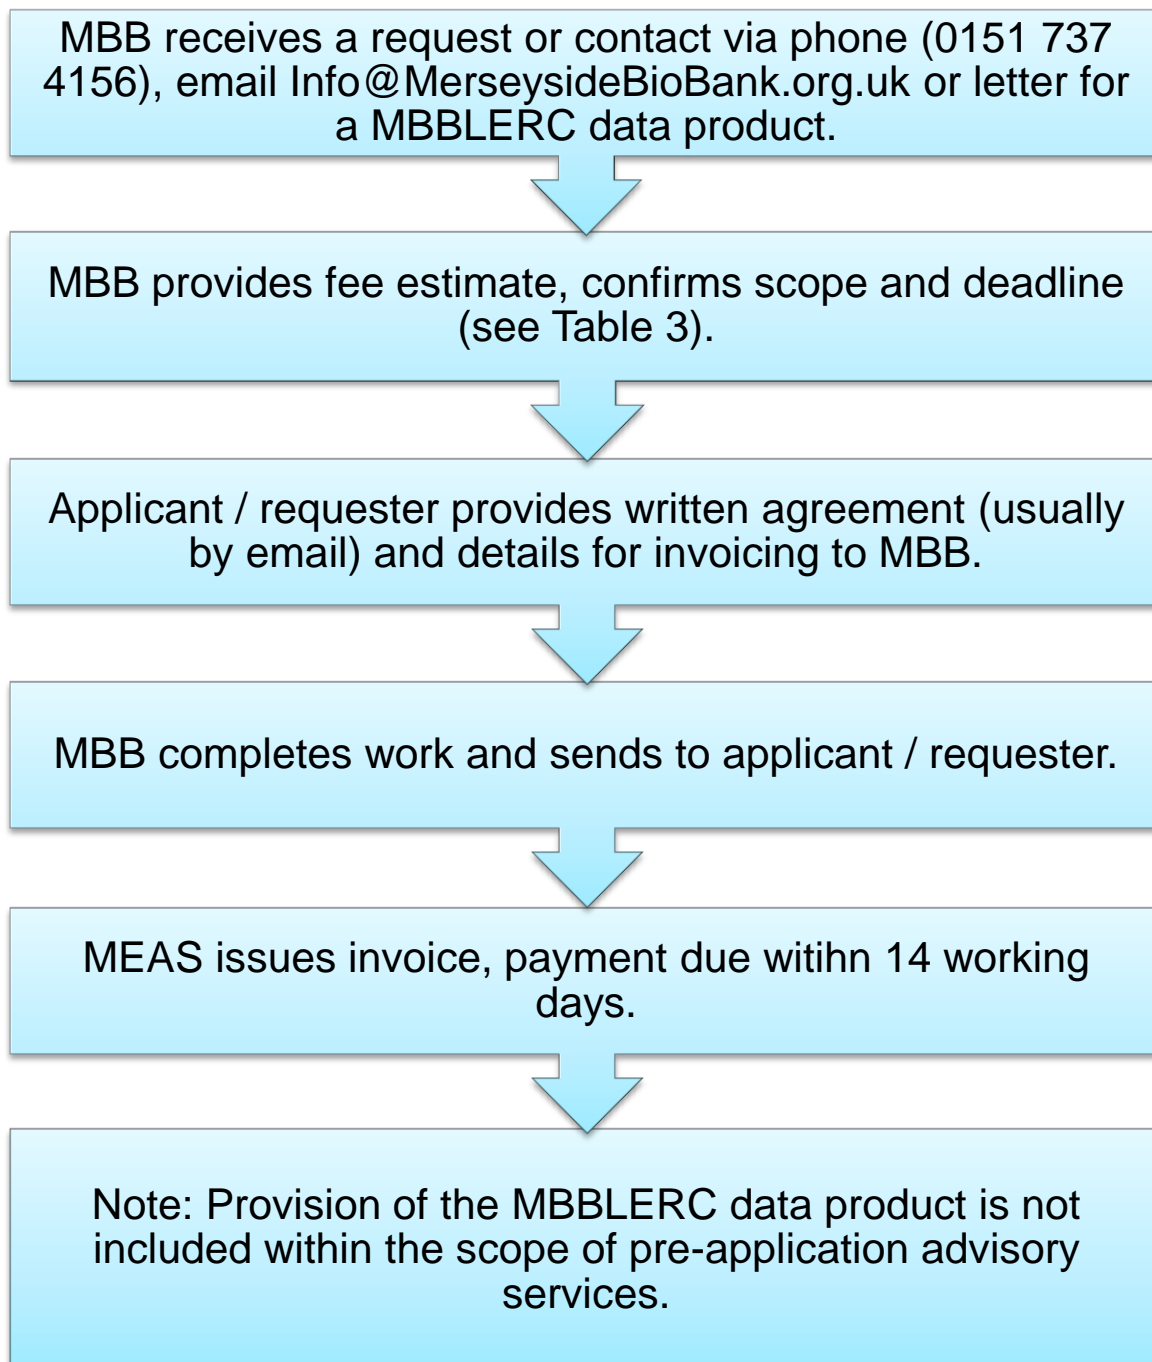 MBB receives a request or contact via phone (0151 737
4156), email Info@MerseysideBioBank.org.uk or letter for
a MBBLERC data product.
MBB provides fee estimate, confirms scope and deadline
(see Table 3).
Applicant / requester provides written agreement (usually
by email) and details for invoicing to MBB.
MBB completes work and sends to applicant / requester.
MEAS issues invoice, payment due witihn 14 working
days.
Note: Provision of the MBBLERC data product is not
included within the scope of pre-application advisory
services.